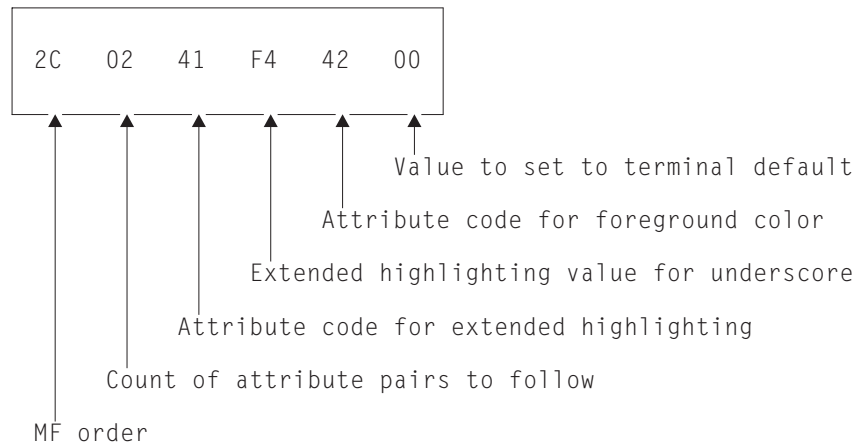 2C 02 41 F4 42 00
Value to set to terminal default
Attribute code for foreground color
Extended highlighting value for underscore
Attribute code for extended highlighting
Count of attribute pairs to follow
MF order